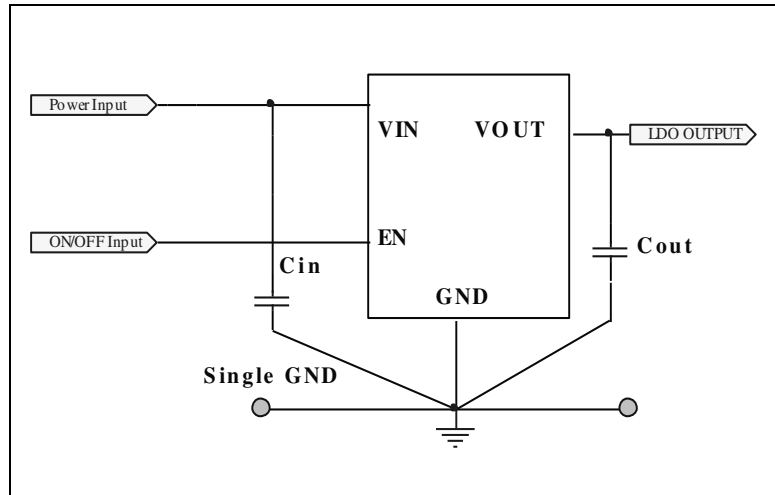 Power Input
VIN
VOUT
LDO OUTPUT
ON/OFF Input
EN
Cin
Cout
GND
Single GND